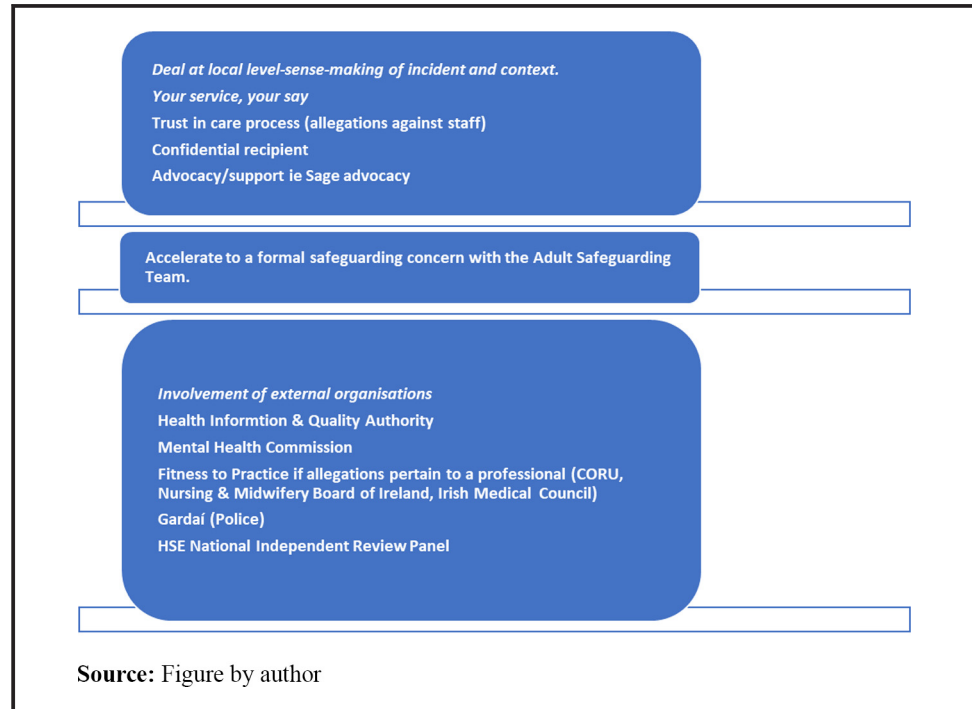 Deal at local level-sense-making of incident and context.
Your service, your say
Trust in care process (allegations against staff)
Confidential recipient
Advocacy/support ie Sage advocacy
Accelerate to a formal safeguarding concern with the Adult Safeguarding
Team.
Involvement of external organisations
Health Informtion & Quality Authority
Mental Health Commission
Fitness to Practice if allegations pertain to a professional (CORU,
Nursing & Midwifery Board of Ireland, Irish Medical Council)
Gardaí (Police)
HSE National Independent Review Panel
Source: Figure by author